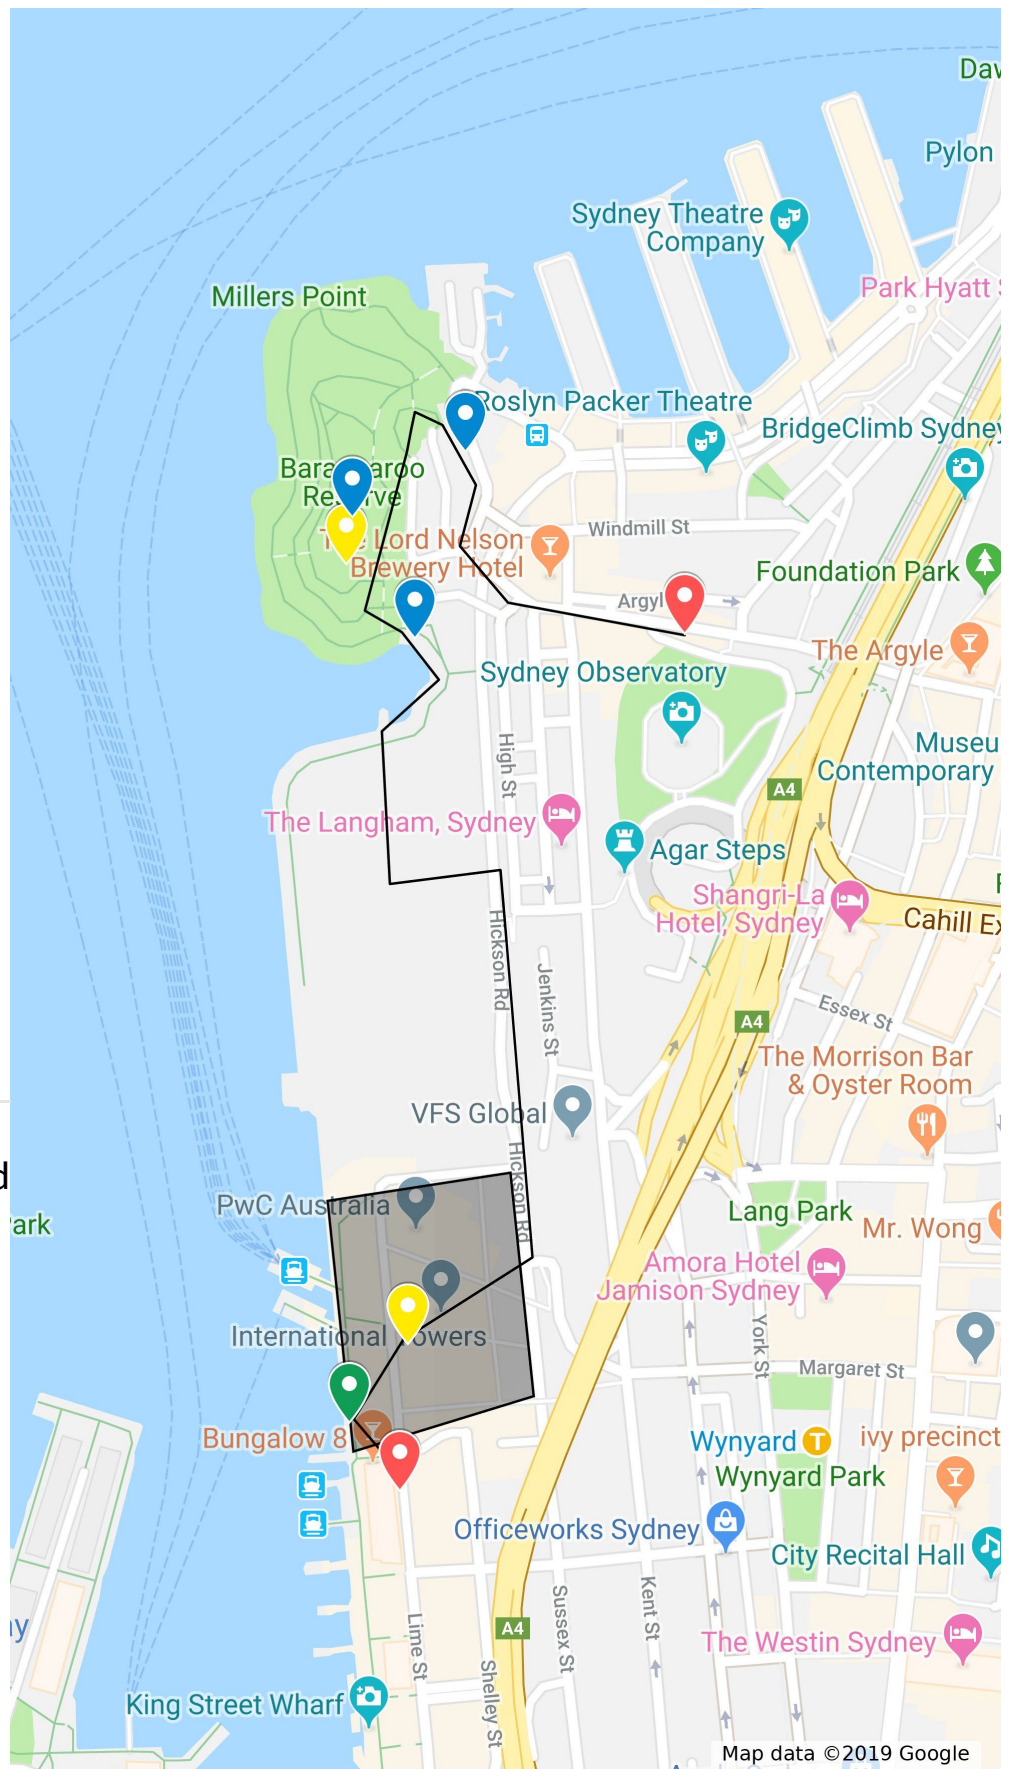 Daw
Pylon
Sydney Theatre
Company
Park Hyatt S
Millers Point
Roslyn Packer Theatre
BridgeClimb Sydney
Windmill St
Lord Nelson
Brewery Hotel
Foundation Park
Argyl
The Argyle
Sydney Observatory
Museu
Contemporary
High St
A4
The Langham, Sydney
Agar Steps
Shangri-La
Hotel, Sydney
Cahill Ex
Hickson Rd
Jenkins St
Essex St
A4
The Morrison Bar
& Oyster Room
VFS Global
Hickson Rd
d
PwC Australia
Lang Park
Mr. Wong
ark
Amora Hotel
Jamison Sydney
International Towers
York St
Margaret St
Bungalow 8
Wynyard T
ivy precinct
Wynyard Park
Officeworks Sydney
City Recital Hall
Kent St
Sussex St
Lime St
A4
ay
The Westin Sydney
Shelley St
King Street Wharf
Map data ©2019 Google